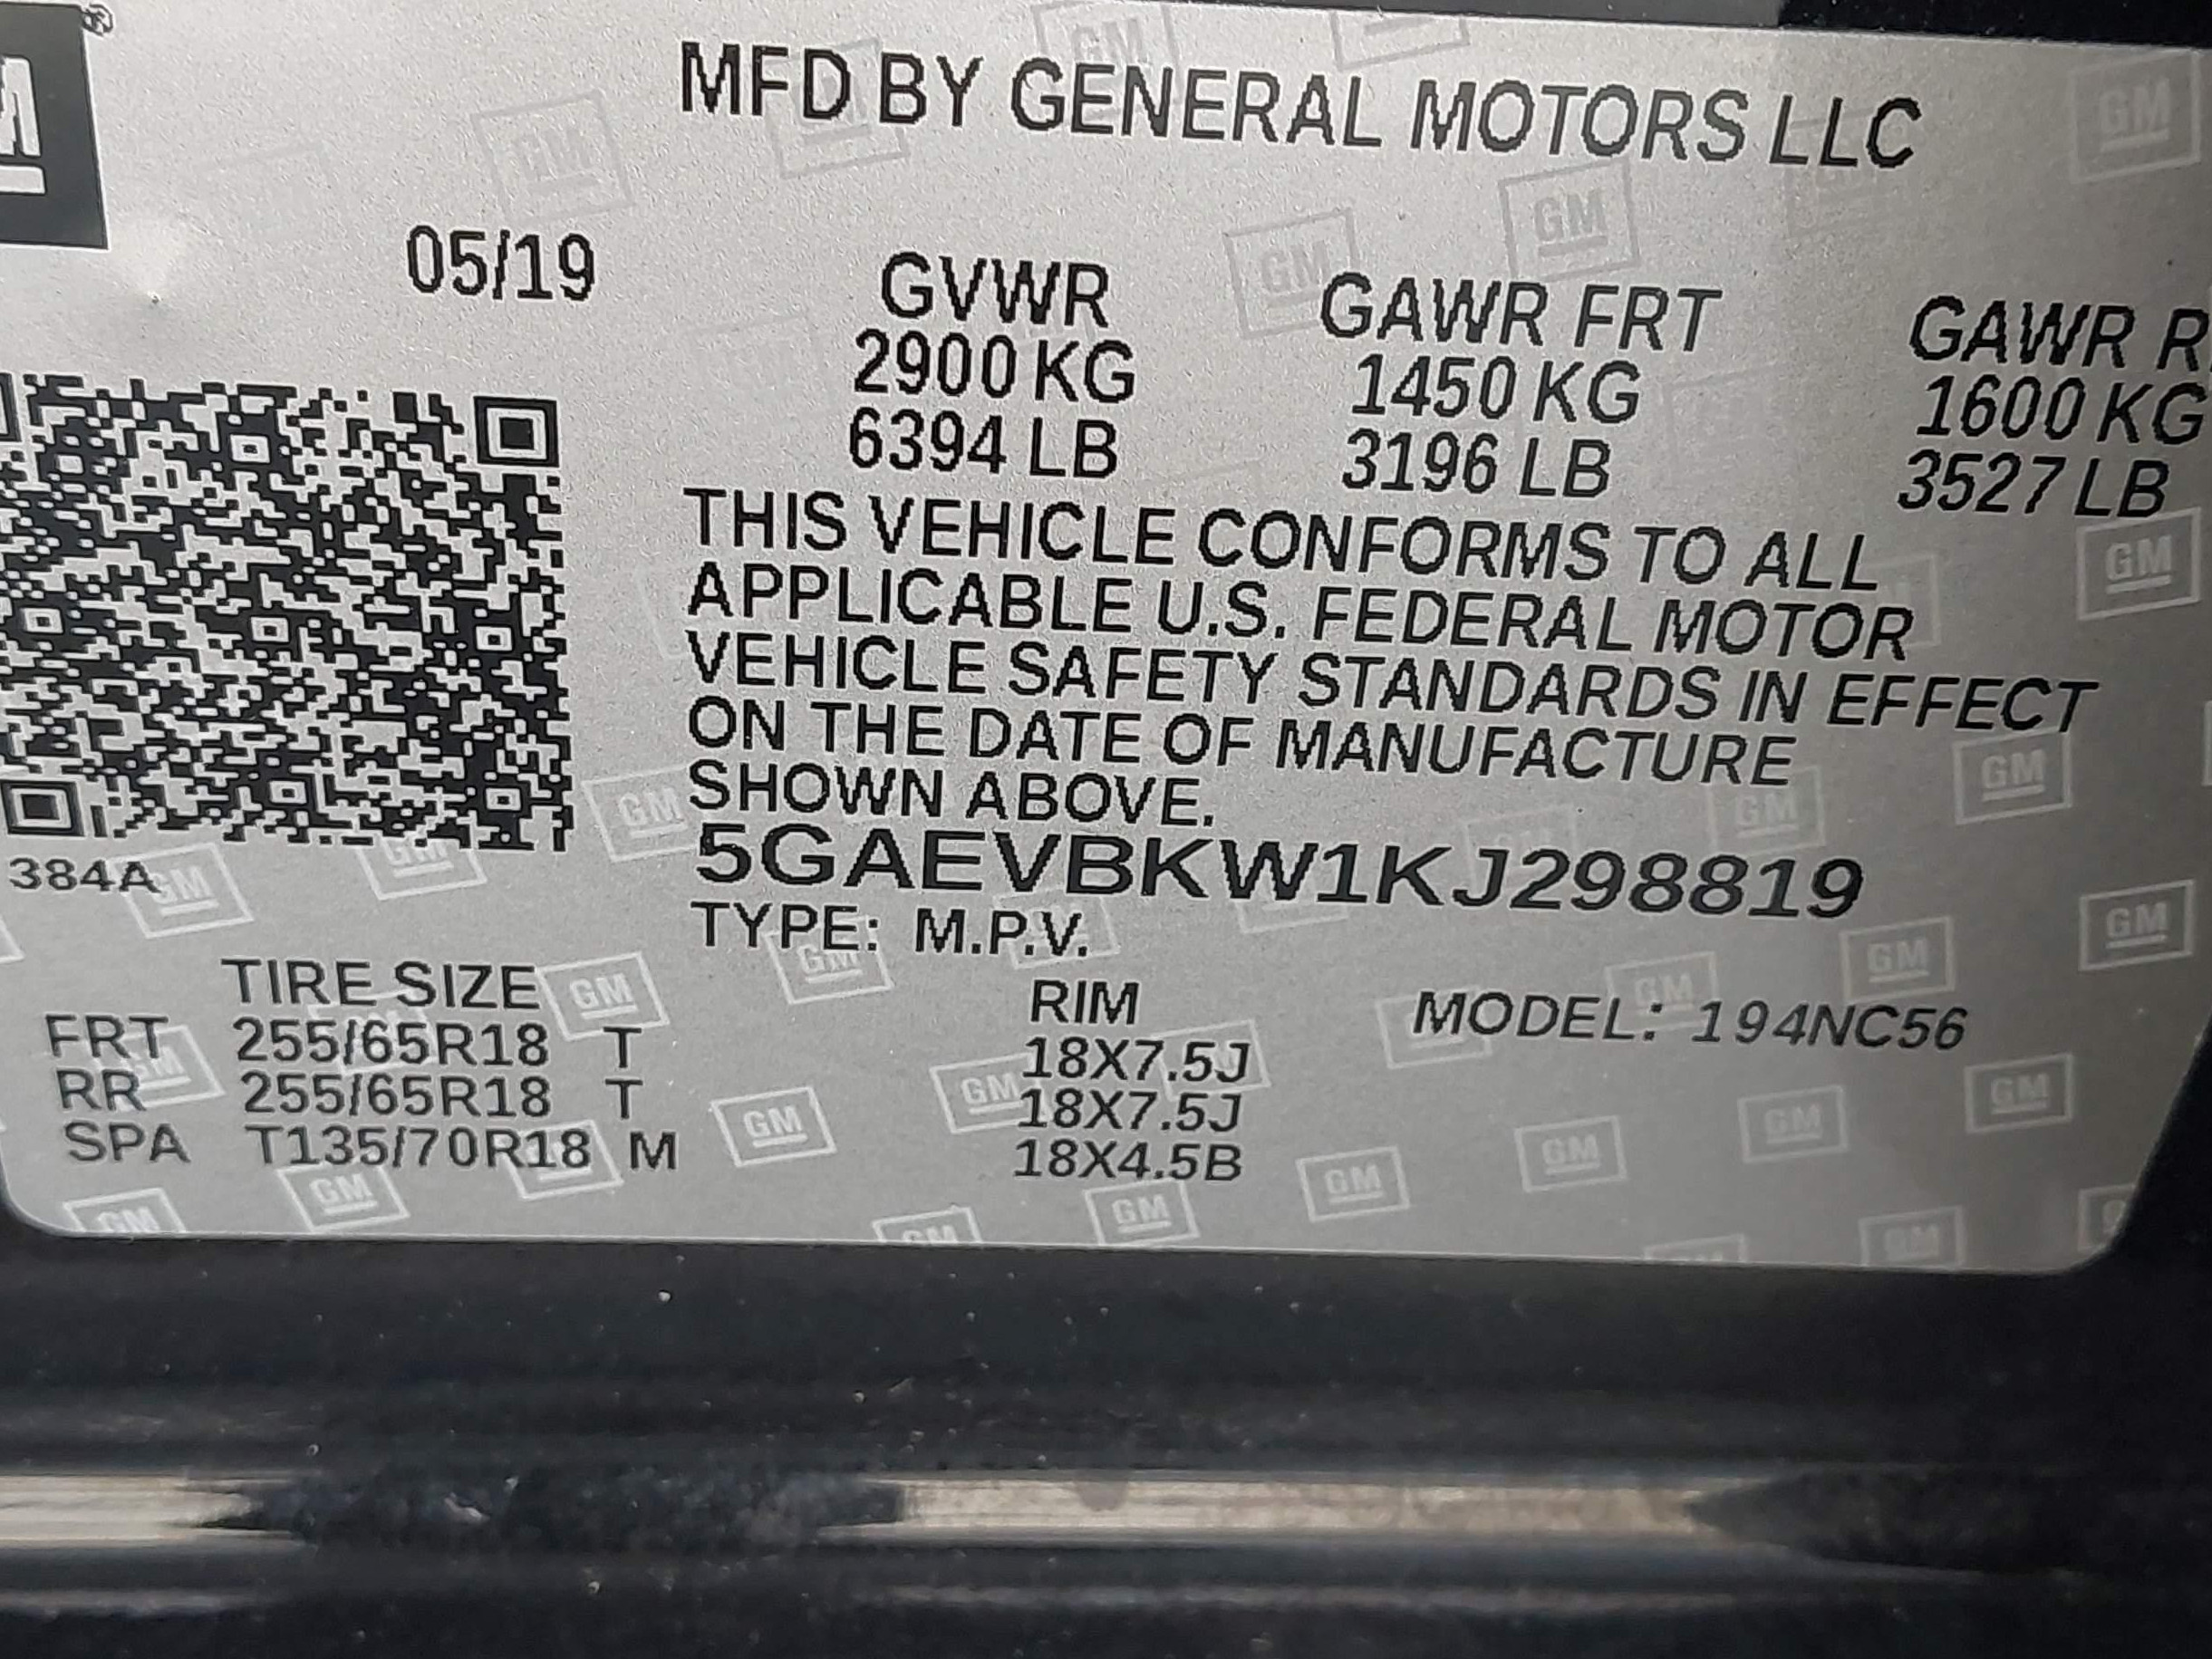 ®
MFD BY GENERAL MOTORS LLC
05/19
GVWR GAWR FRT GAWR R
2900 KG 1450 KG 1600 KG
6394 LB 3196 LB 3527 LB
THIS VEHICLE CONFORMS TO ALL
APPLICABLE U.S. FEDERAL MOTOR
VEHICLE SAFETY STANDARDS IN EFFECT
ON THE DATE OF MANUFACTURE
SHOWN ABOVE.
5GAEVBKW1KJ298819
384A
TYPE: M.P.V.
TIRE SIZE RIM MODEL: 194NC56
FRT 255/65R18 T 18X7.5J
RR 255/65R18 T 18X7.5J
SPA T135/70R18 M 18X4.5B